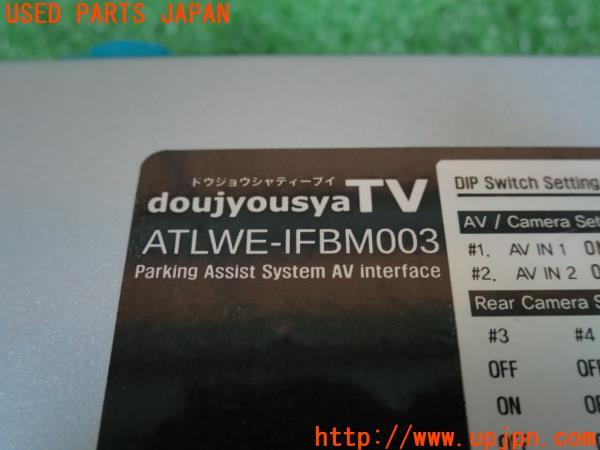 USED PARTS JAPAN
ドウジョウシャティーブイ
doujyousyaTV
ATLWE-IFBM003
Parking Assist System AV interface
DIP Switch Setting
AV / Camera Set
#1. AV IN 1
#2. AV IN 2
Rear Camera S
#3 #4
OFF
ON
http://www.upjpn.com